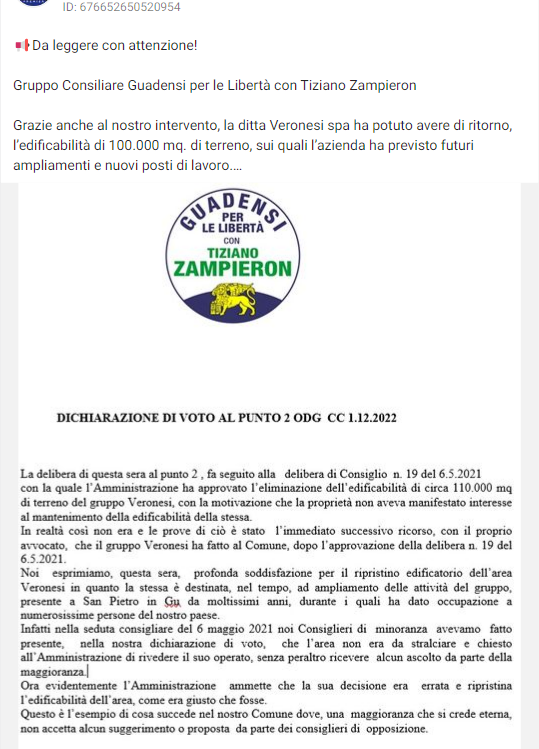 ID: 676652650520954
📢Da leggere con attenzione!
Gruppo Consiliare Guadensi per le Libertà con Tiziano Zampieron
Grazie anche al nostro intervento, la ditta Veronesi spa ha potuto avere di ritorno,
l'edificabilità di 100.000 mq. di terreno, sui quali l'azienda ha previsto futuri
ampliamenti e nuovi posti di lavoro....
GUADENSI
PER
LE LIBERTÀ
CON
TIZIANO
ZAMPIERON
DICHIARAZIONE DI VOTO AL PUNTO 2 ODG CC 1.12.2022
La delibera di questa sera al punto 2 , fa seguito alla delibera di Consiglio n. 19 del 6.5.2021
con la quale l'Amministrazione ha approvato l'eliminazione dell'edificabilità di circa 110.000 mq
di terreno del gruppo Veronesi, con la motivazione che la proprietà non aveva manifestato interesse
al mantenimento della edificabilità della stessa.
In realtà così non era e le prove di ciò è stato l'immediato successivo ricorso, con il proprio
avvocato, che il gruppo Veronesi ha fatto al Comune, dopo l'approvazione della delibera n. 19 del
6.5.2021.
Noi esprimiamo, questa sera, profonda soddisfazione per il ripristino edificatorio dell'area
Veronesi in quanto la stessa è destinata, nel tempo, ad ampliamento delle attività del gruppo,
presente a San Pietro in Gu da moltissimi anni, durante i quali ha dato occupazione a
numerosissime persone del nostro paese.
Infatti nella seduta consigliare del 6 maggio 2021 noi Consiglieri di minoranza avevamo fatto
presente, nella nostra dichiarazione di voto, che l'area non era da stralciare e chiesto
all'Amministrazione di rivedere il suo operato, senza peraltro ricevere alcun ascolto da parte della
maggioranza.
Ora evidentemente l'Amministrazione ammette che la sua decisione era errata e ripristina
l'edificabilità dell'area, come era giusto che fosse.
Questo è l'esempio di cosa succede nel nostro Comune dove, una maggioranza che si crede eterna,
non accetta alcun suggerimento o proposta da parte dei consiglieri di opposizione.